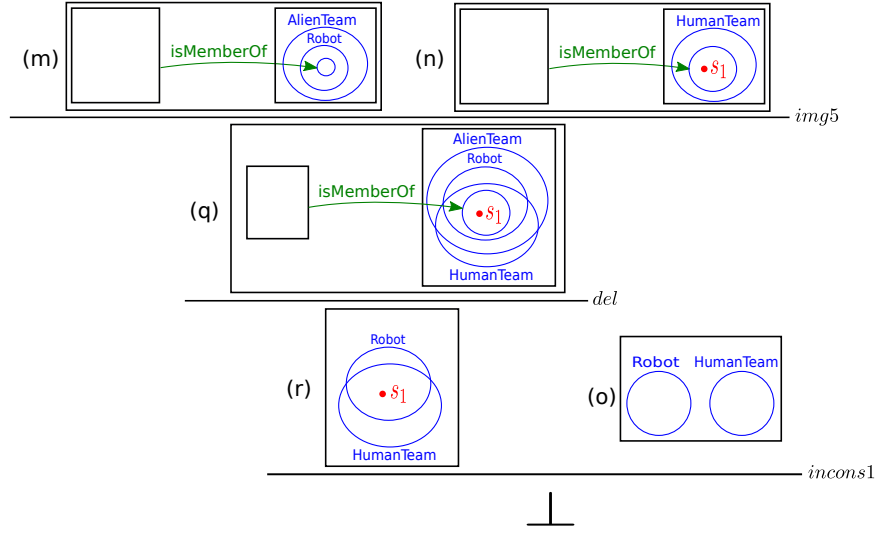 AlienTeam
Robot
isMemberOf
(m)
HumanTeam
isMemberOf
(n)
s1
img5
AlienTeam
Robot
isMemberOf
(q)
s1
HumanTeam
del
Robot
(r)
s1
HumanTeam
Robot HumanTeam
(o)
incons1
⊥